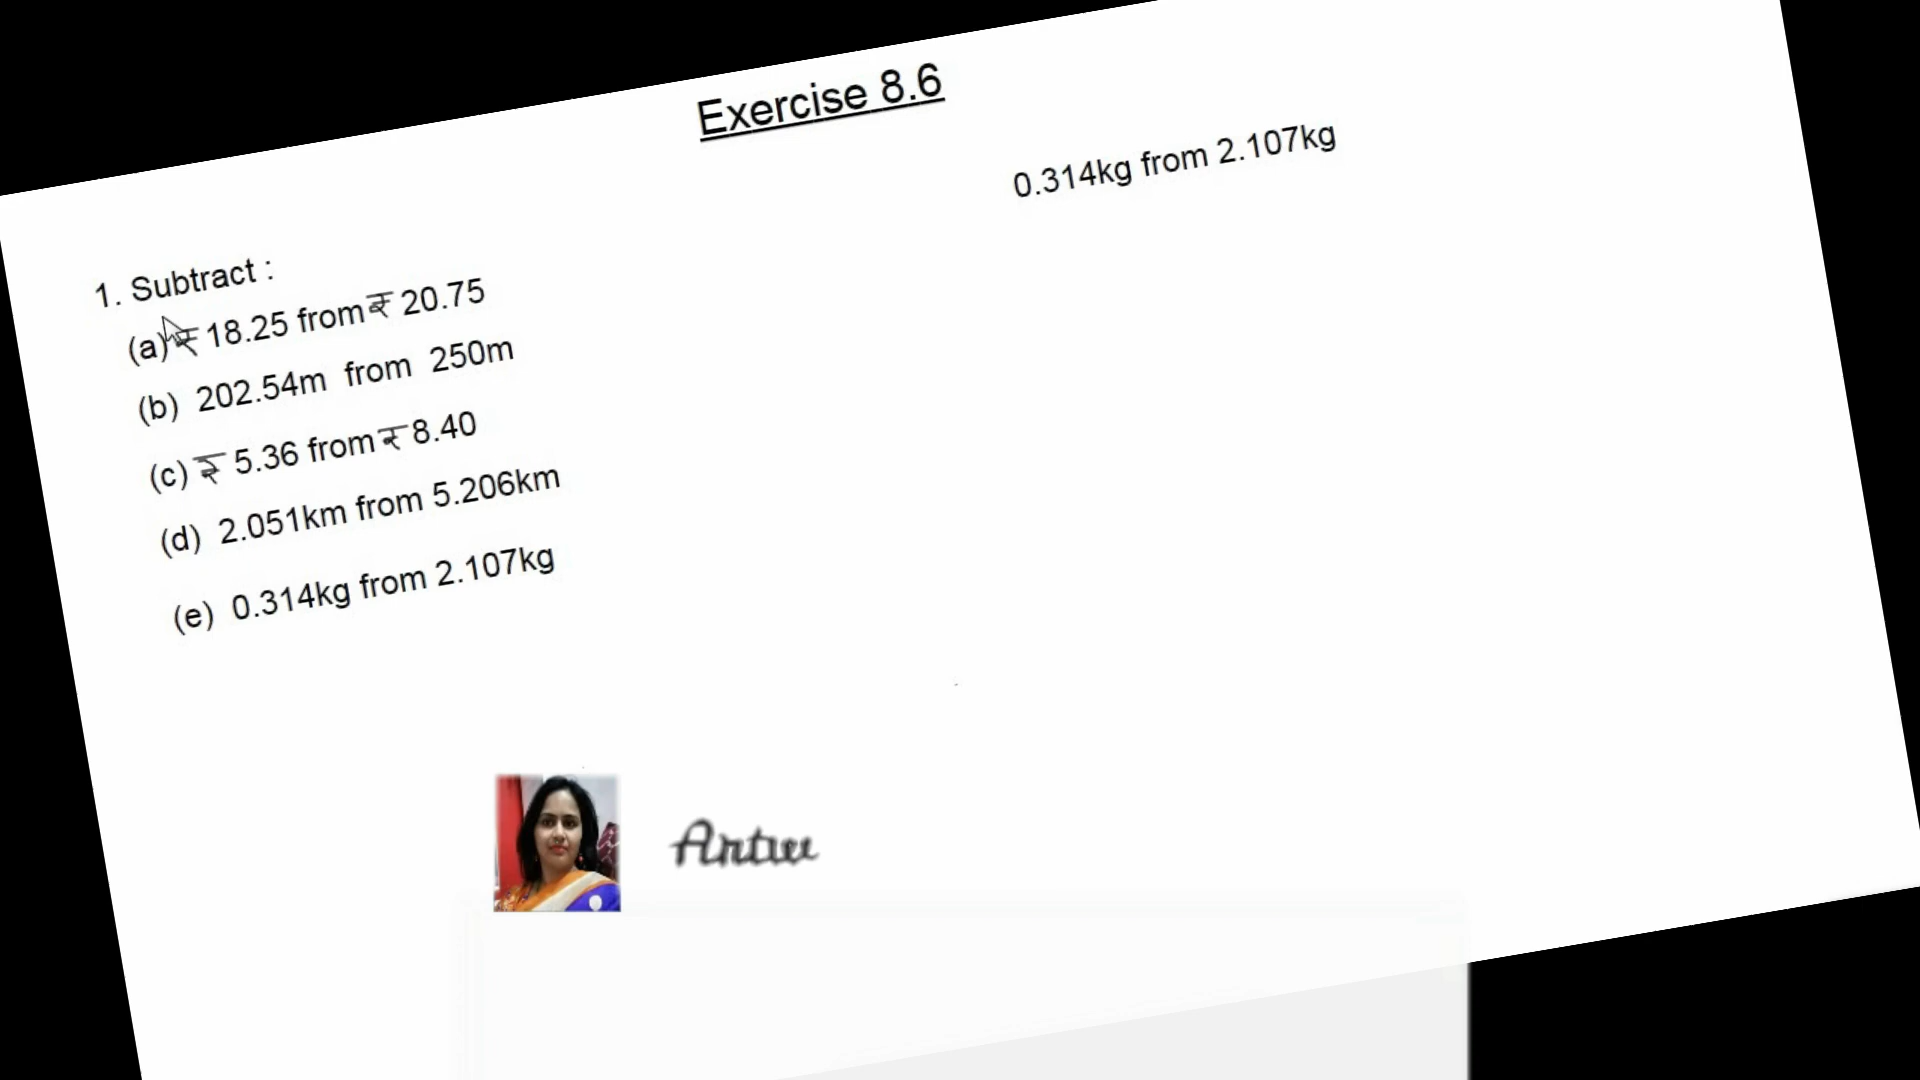 Exercise 8.6
0.314kg from 2.107kg
1. Subtract :
(a) ₹ 18.25 from ₹ 20.75
(b) 202.54m from 250m
(c) ₹ 5.36 from ₹ 8.40
(d) 2.051km from 5.206km
(e) 0.314kg from 2.107kg